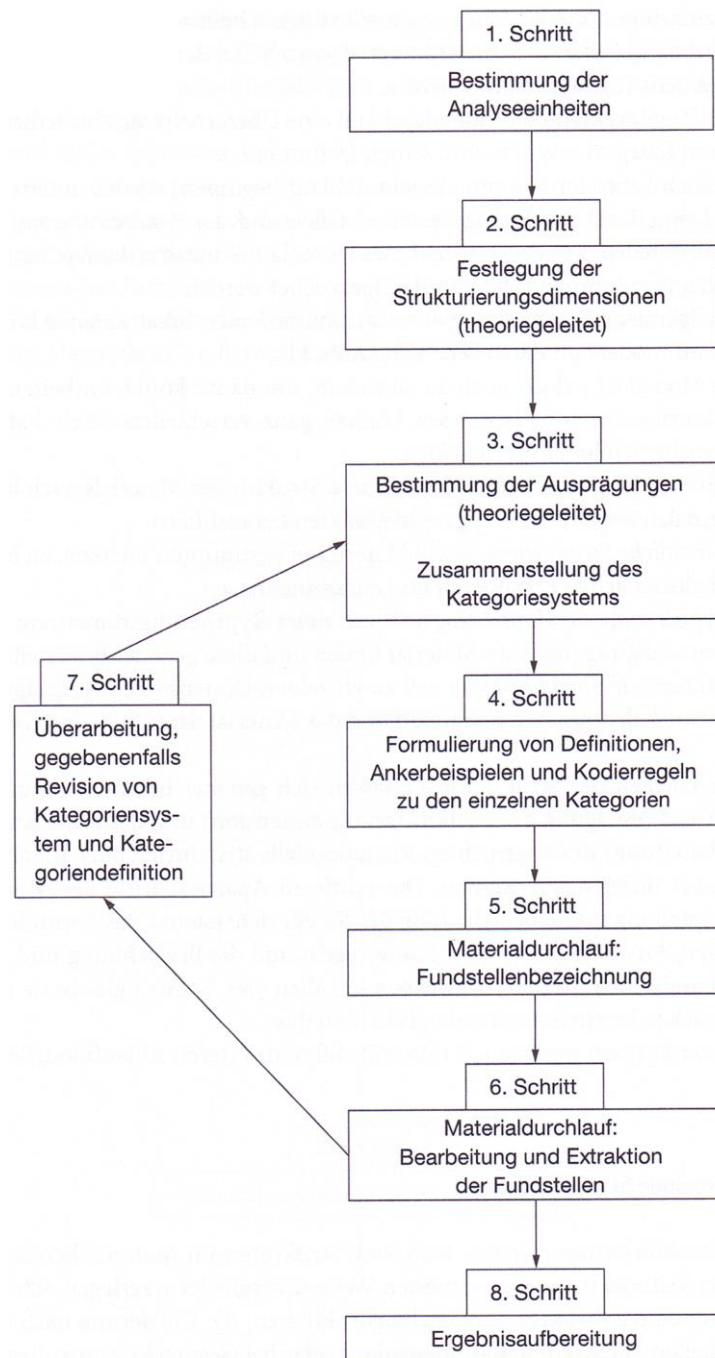 1. Schritt
Bestimmung der
Analyseeinheiten
2. Schritt
Festlegung der
Strukturierungsdimensionen
(theoriegeleitet)
3. Schritt
Bestimmung der Ausprägungen
(theoriegeleitet)
Zusammenstellung des
Kategoriesystems
4. Schritt
Formulierung von Definitionen,
Ankerbeispielen und Kodierregeln
zu den einzelnen Kategorien
5. Schritt
Materialdurchlauf:
Fundstellenbezeichnung
6. Schritt
Materialdurchlauf:
Bearbeitung und Extraktion
der Fundstellen
7. Schritt
Überarbeitung,
gegebenenfalls
Revision von
Kategoriensys-
tem und Kate-
goriendefinition
8. Schritt
Ergebnisaufbereitung